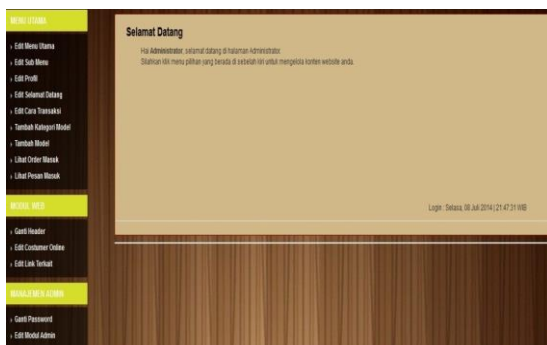 MENU UTAMA
› Edit Menu Utama
› Edit Sub Menu
› Edit Profil
› Edit Selamat Datang
› Edit Cara Transaksi
› Tambah Kategori Model
› Tambah Model
› Lihat Order Masuk
› Lihat Pesan Masuk
MODUL WEB
› Ganti Header
› Edit Costumer Online
› Edit Link Terkait
MANAJEMEN ADMIN
› Ganti Password
› Edit Modul Admin
Selamat Datang
Hai Administrator, selamat datang di halaman Administrator.
Silahkan klik menu pilihan yang berada di sebelah kiri untuk mengelola konten website anda.
Login : Selasa, 08 Juli 2014 | 21:47:31 WIB